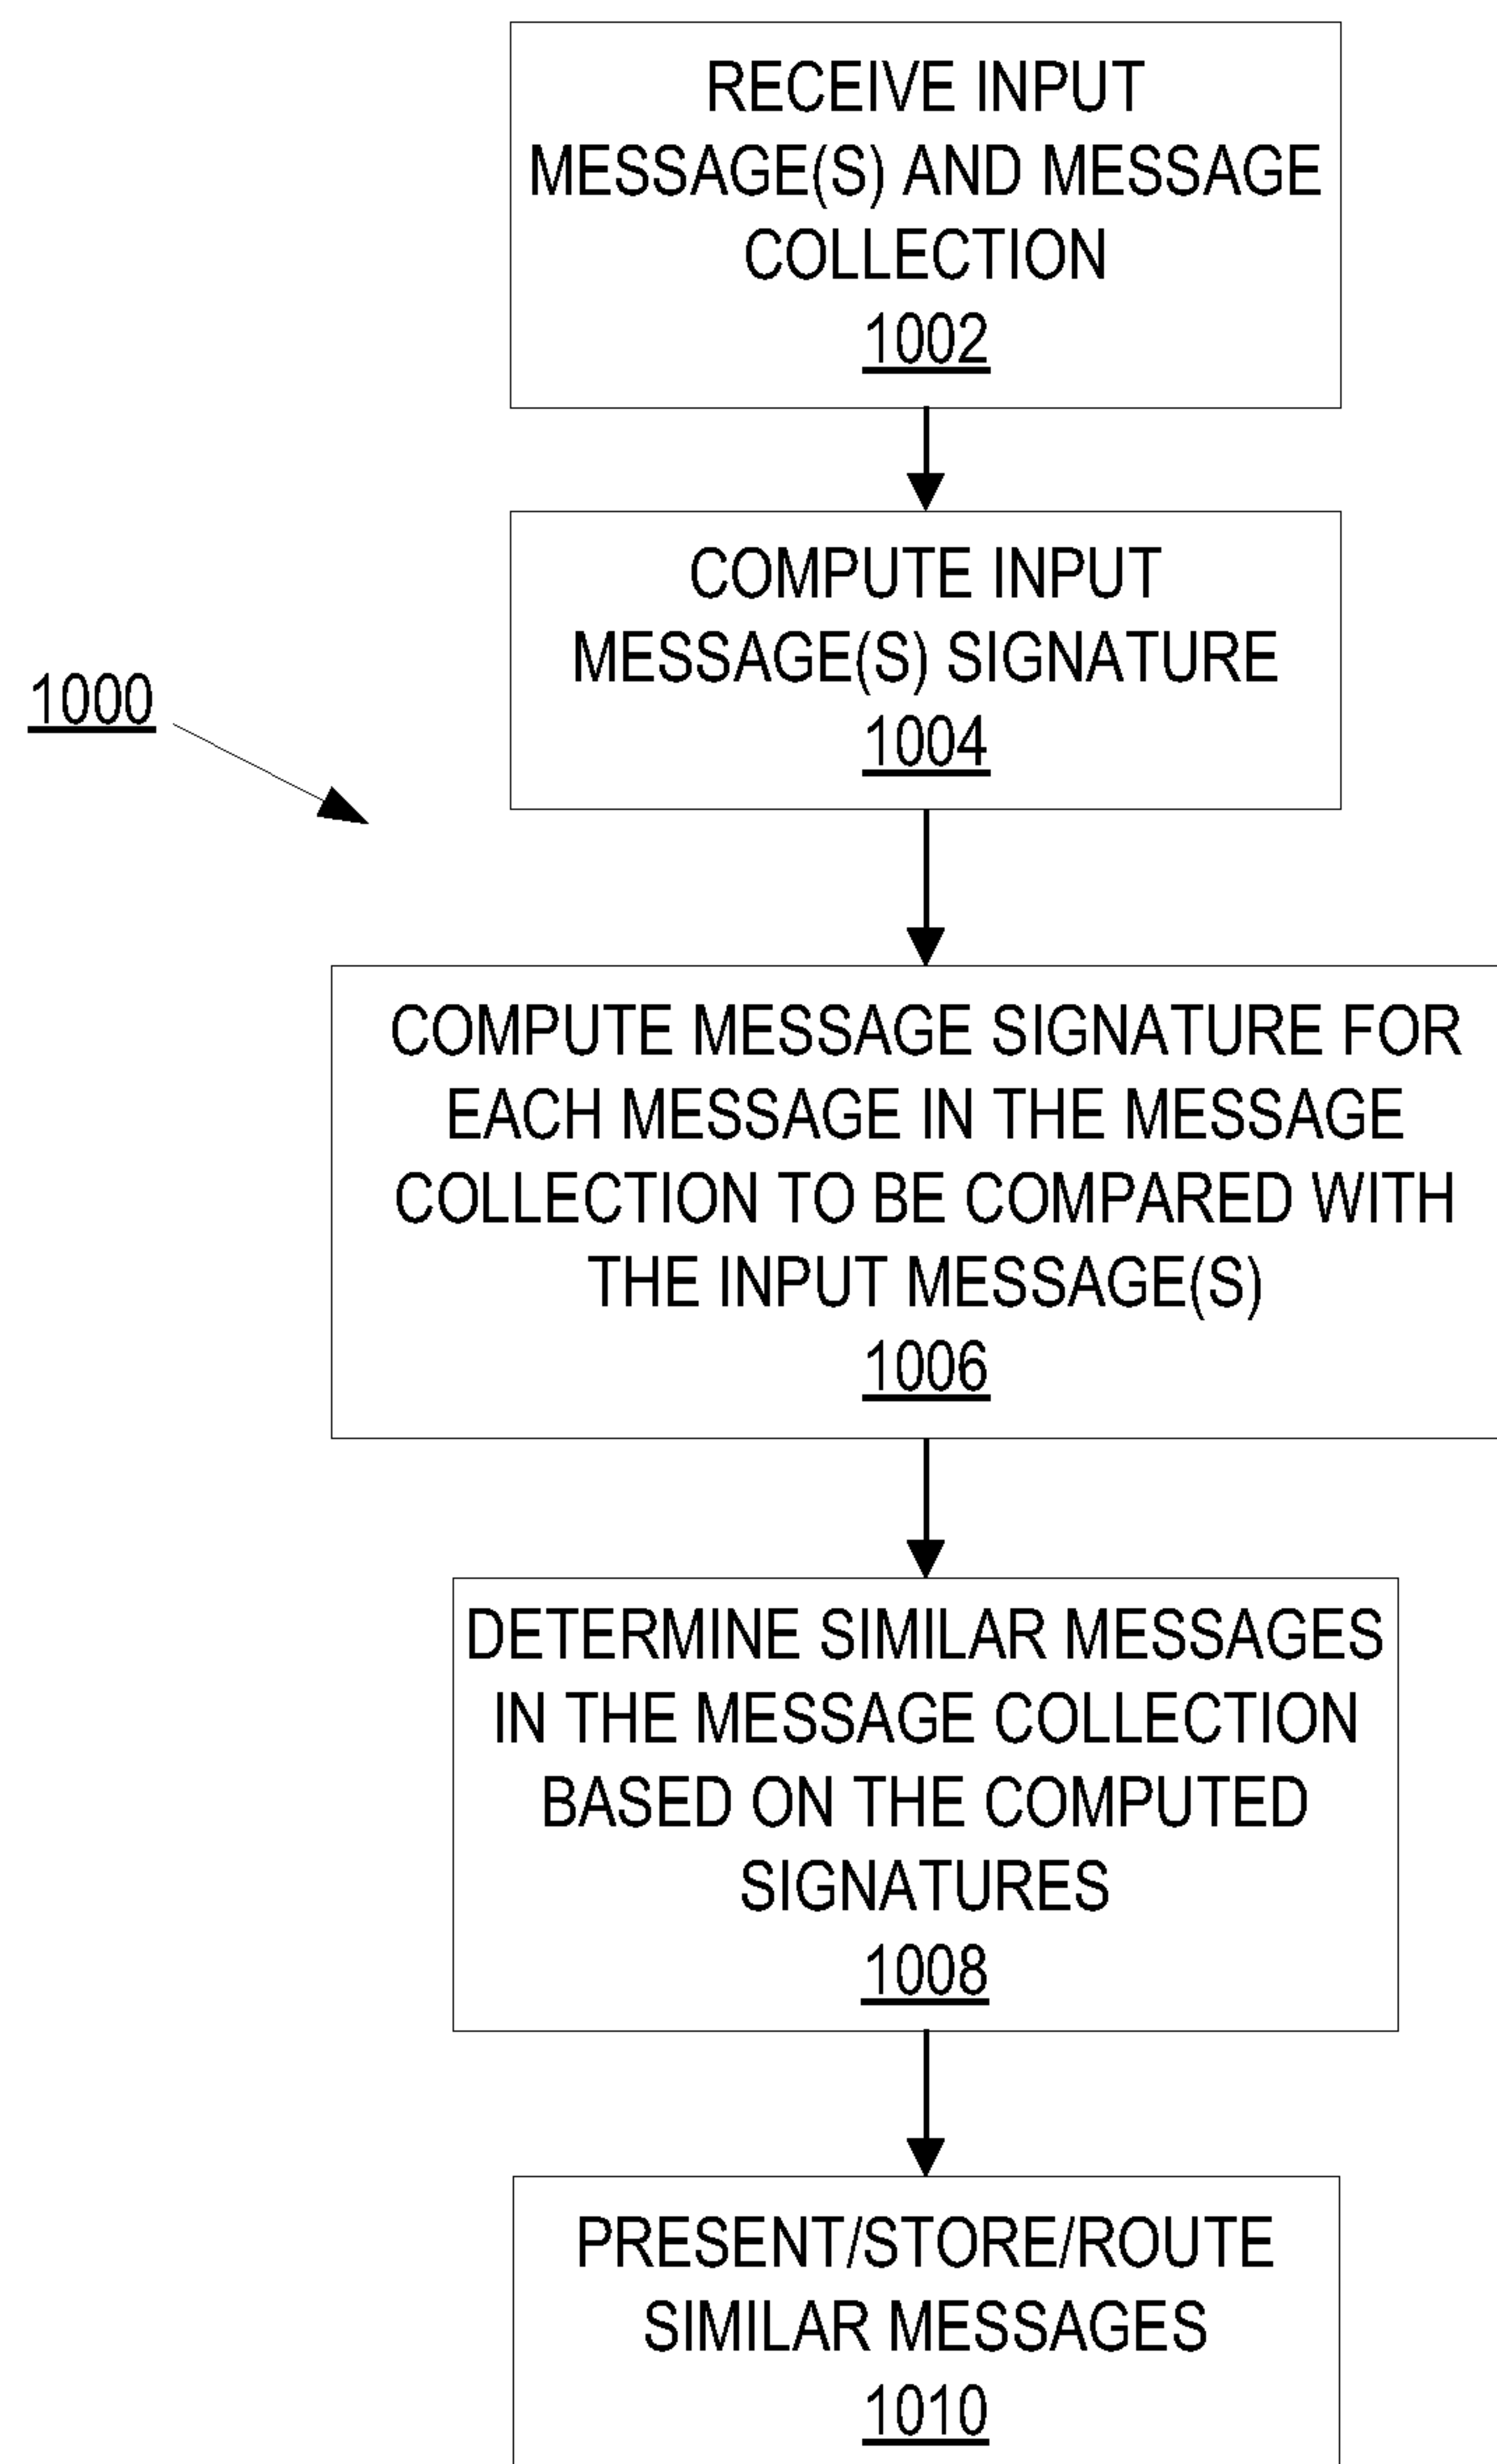 RECEIVE INPUT
MESSAGE(S) AND MESSAGE
COLLECTION
1002
COMPUTE INPUT
MESSAGE(S) SIGNATURE
1004
1000
COMPUTE MESSAGE SIGNATURE FOR
EACH MESSAGE IN THE MESSAGE
COLLECTION TO BE COMPARED WITH
THE INPUT MESSAGE(S)
1006
DETERMINE SIMILAR MESSAGES
IN THE MESSAGE COLLECTION
BASED ON THE COMPUTED
SIGNATURES
1008
PRESENT/STORE/ROUTE
SIMILAR MESSAGES
1010